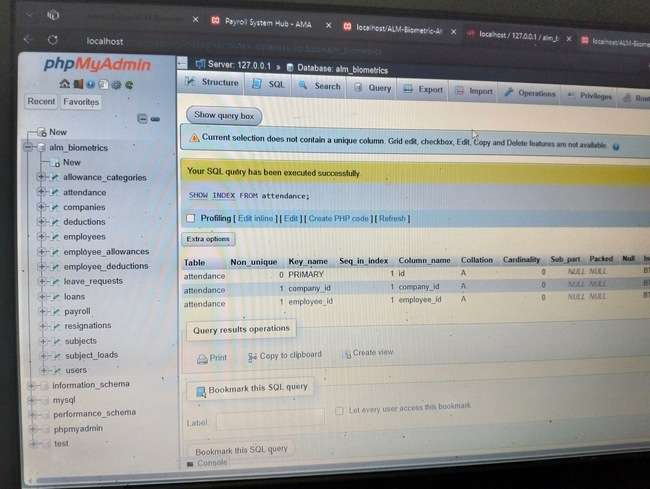 Payroll System Hub - AMA
localhost/ALM-Biometric-At
localhost / 127.0.0.1 / alm_b
localhost/ALM-Biome
localhost
phpMyAdmin
Recent Favorites
New
alm_biometrics
New
allowance_categories
attendance
companies
deductions
employees
employee_allowances
employee_deductions
leave_requests
loans
payroll
resignations
subjects
subject_loads
users
information_schema
mysql
performance_schema
phpmyadmin
test
Server: 127.0.0.1 » Database: alm_biometrics
Structure SQL Search Query Export Import Operations Privileges
Show query box
Current selection does not contain a unique column. Grid edit, checkbox, Edit, Copy and Delete features are not available.
Your SQL query has been executed successfully.
SHOW INDEX FROM attendance;
Profiling [ Edit inline ] [ Edit ] [ Create PHP code ] [ Refresh ]
Extra options
Table Non_unique Key_name Seq_in_index Column_name Collation Cardinality Sub_part Packed Null
attendance 0 PRIMARY 1 id A 0 NULL NULL
attendance 1 company_id 1 company_id A 0 NULL NULL
attendance 1 employee_id 1 employee_id A 0 NULL NULL
Query results operations
Print Copy to clipboard Create view
Bookmark this SQL query
Label: Let every user access this bookmark
Bookmark this SQL query
Console